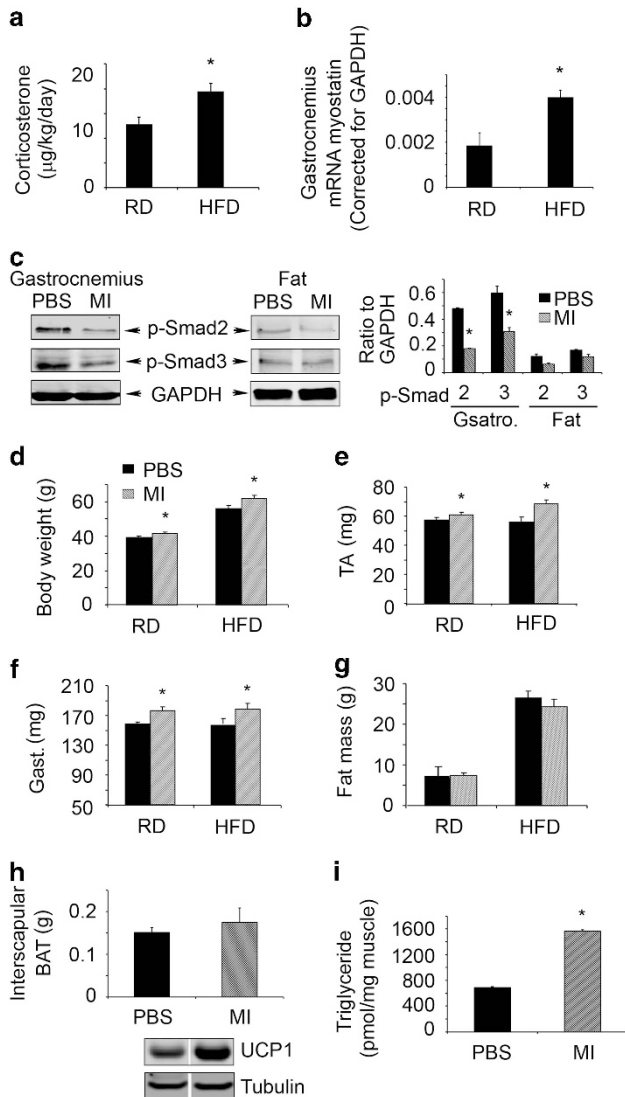 a
Corticosterone
(µg/kg/day)
20
10
0
*
RD HFD
b
Gastrocnemius
mRNA myostatin
(Corrected for GAPDH)
0.004
0.002
0
*
RD HFD
c
Gastrocnemius
PBS MI
Fat
PBS MI
p-Smad2
p-Smad3
GAPDH
Ratio to
GAPDH
0.6
0.4
0.2
0
* *
PBS
MI
p-Smad 2 3 2 3
Gsatro. Fat
d
Body weight (g)
60
40
20
0
PBS
MI
* *
RD HFD
e
TA (mg)
80
60
40
20
0
* *
RD HFD
f
Gast. (mg)
210
170
130
90
50
* *
RD HFD
g
Fat mass (g)
30
20
10
0
RD HFD
h
Interscapular
BAT (g)
0.2
0.1
0
PBS MI
UCP1
Tubulin
i
Triglyceride
(pmol/mg muscle)
1600
1200
800
400
0
*
PBS MI